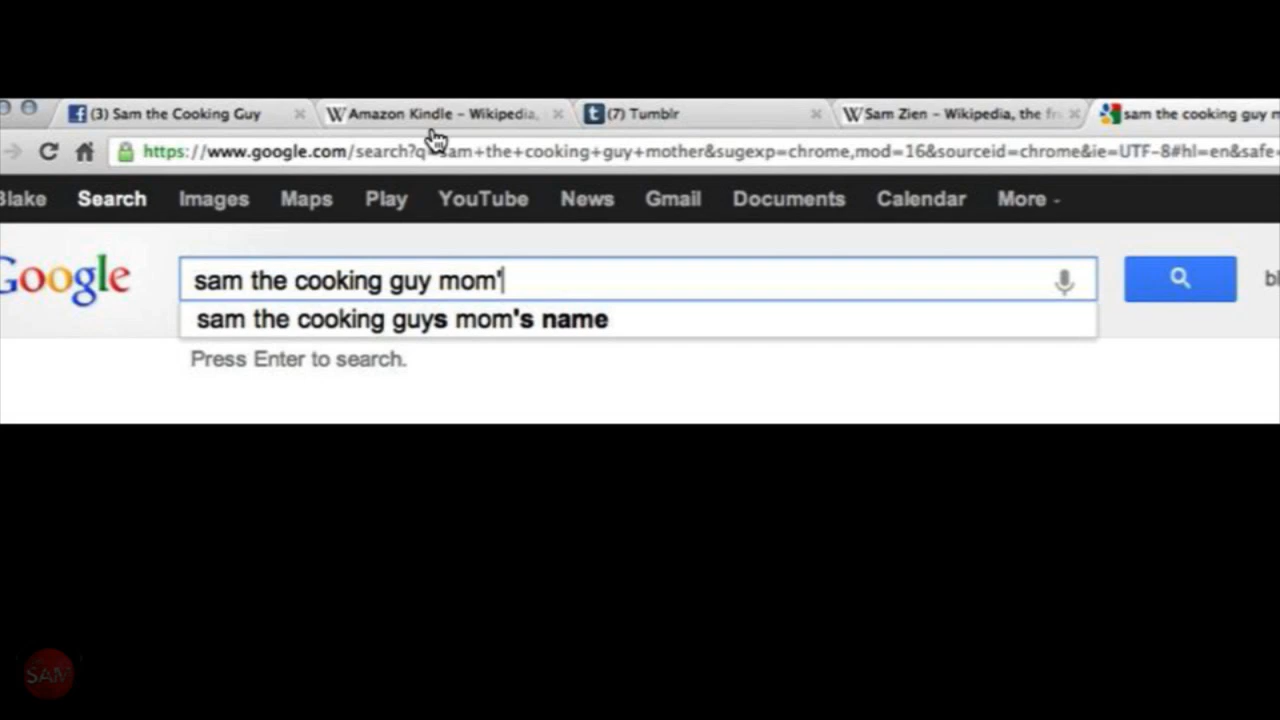 (3) Sam the Cooking Guy
Amazon Kindle – Wikipedia,
(7) Tumblr
Sam Zien – Wikipedia, the fr
sam the cooking guy m
https://www.google.com/search?q=sam+the+cooking+guy+mother&sugexp=chrome,mod=16&sourceid=chrome&ie=UTF-8#hl=en&safe=
Blake Search Images Maps Play YouTube News Gmail Documents Calendar More
Google
sam the cooking guy mom'
sam the cooking guys mom's name
Press Enter to search.
SAM